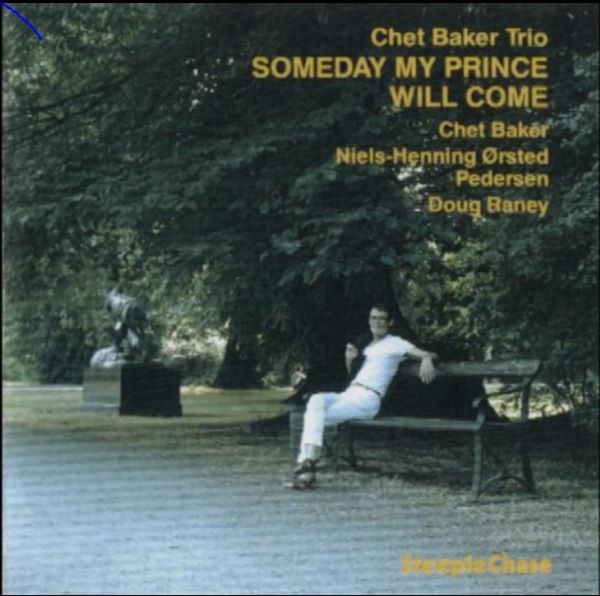 Chet Baker Trio
SOMEDAY MY PRINCE
WILL COME
Chet Baker
Niels-Henning Ørsted
Pedersen
Doug Raney
SteepleChase